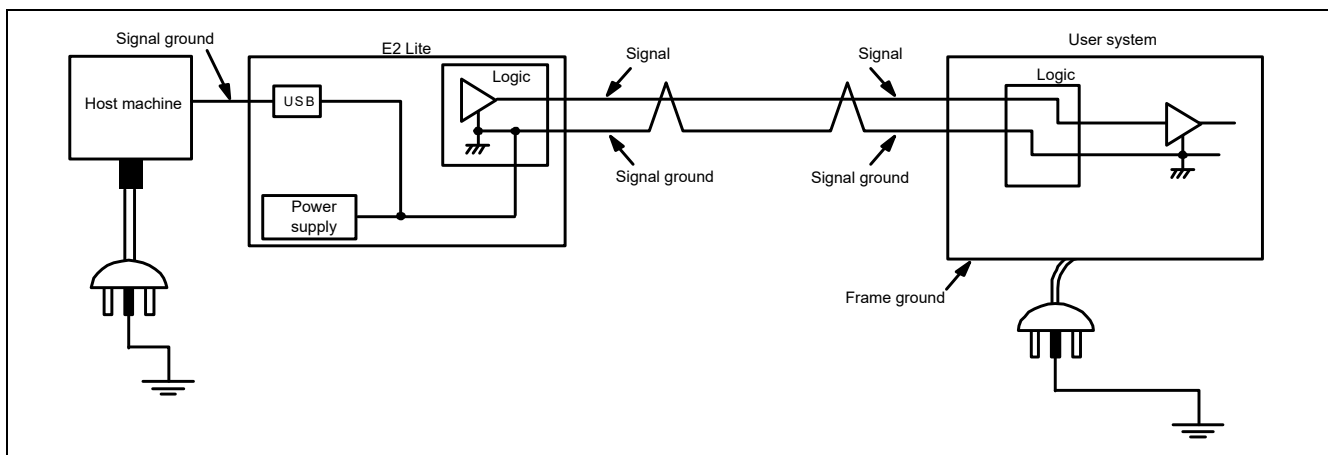 Signal ground
E2 Lite
Signal
Signal
User system
Host machine
USB
Logic
Logic
Signal ground
Signal ground
Power
supply
Frame ground